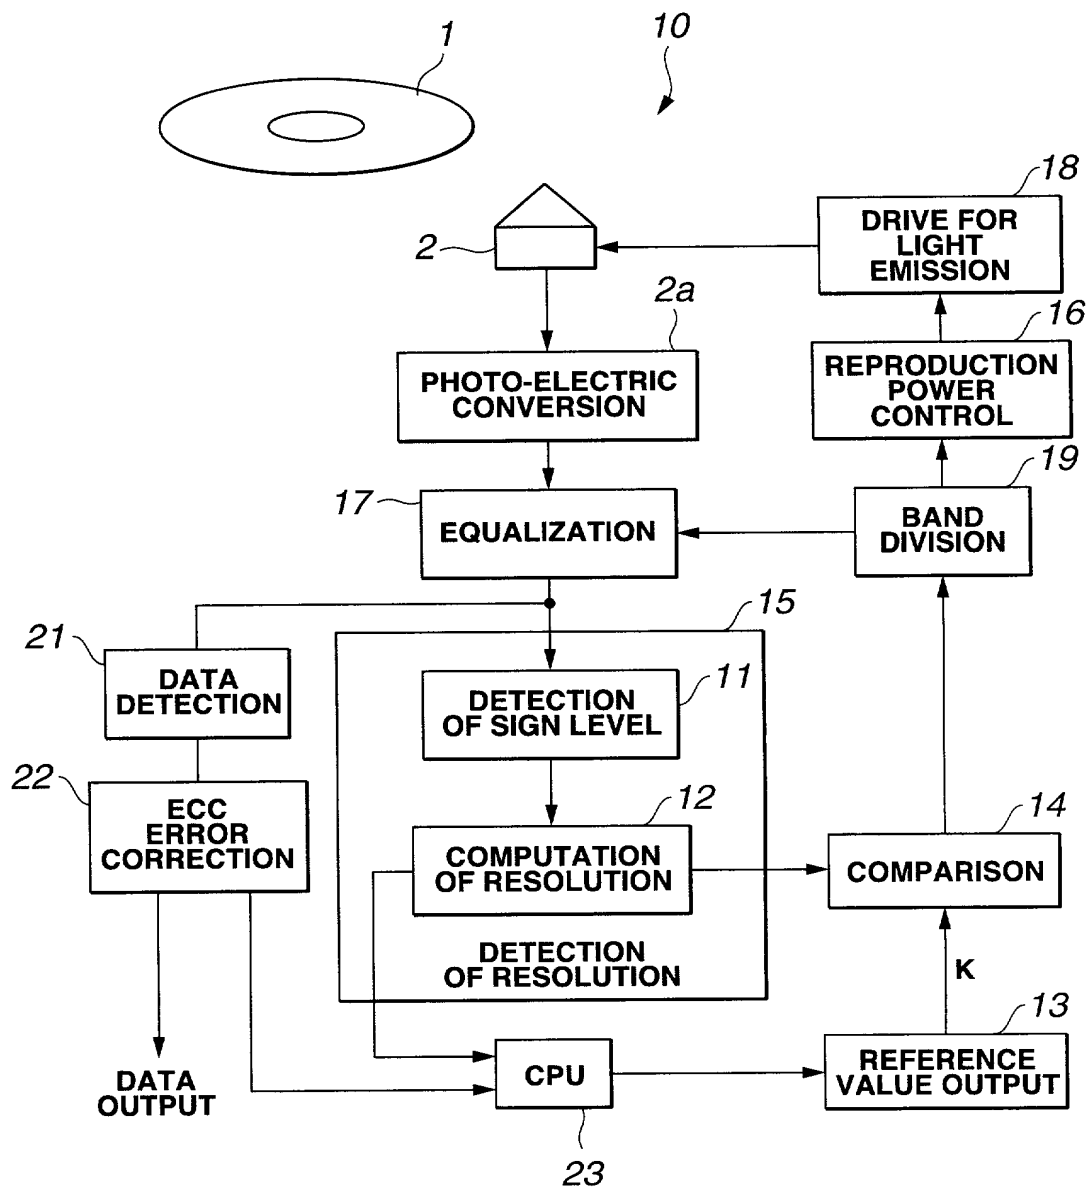 1
10
18
DRIVE FOR
LIGHT
EMISSION
2
2a
PHOTO-ELECTRIC
CONVERSION
16
REPRODUCTION
POWER
CONTROL
17
EQUALIZATION
19
BAND
DIVISION
15
21
DATA
DETECTION
11
DETECTION
OF SIGN LEVEL
22
ECC
ERROR
CORRECTION
12
COMPUTATION
OF RESOLUTION
14
COMPARISON
DETECTION
OF RESOLUTION
K
13
REFERENCE
VALUE OUTPUT
CPU
DATA
OUTPUT
23